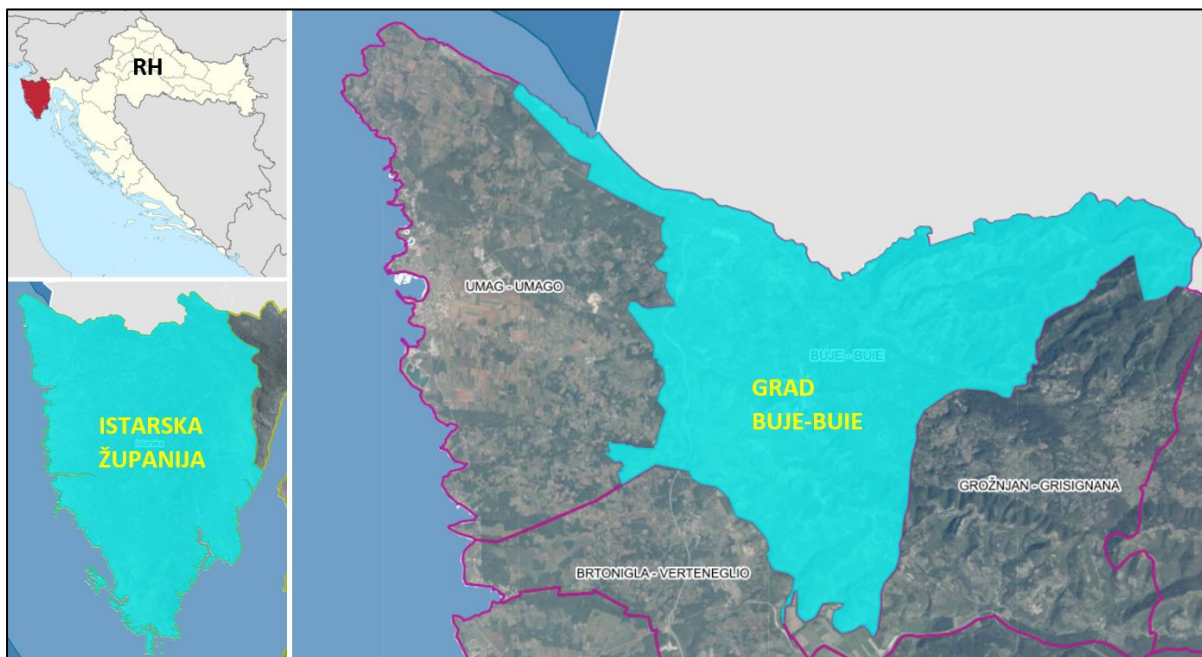 RH
ISTARSKA
ŽUPANIJA
UMAG - UMAGO
BUJE - BUIE
GRAD
BUJE-BUIE
GROŽNJAN - GRISIGNANA
BRTONIGLA - VERTENEGLIO